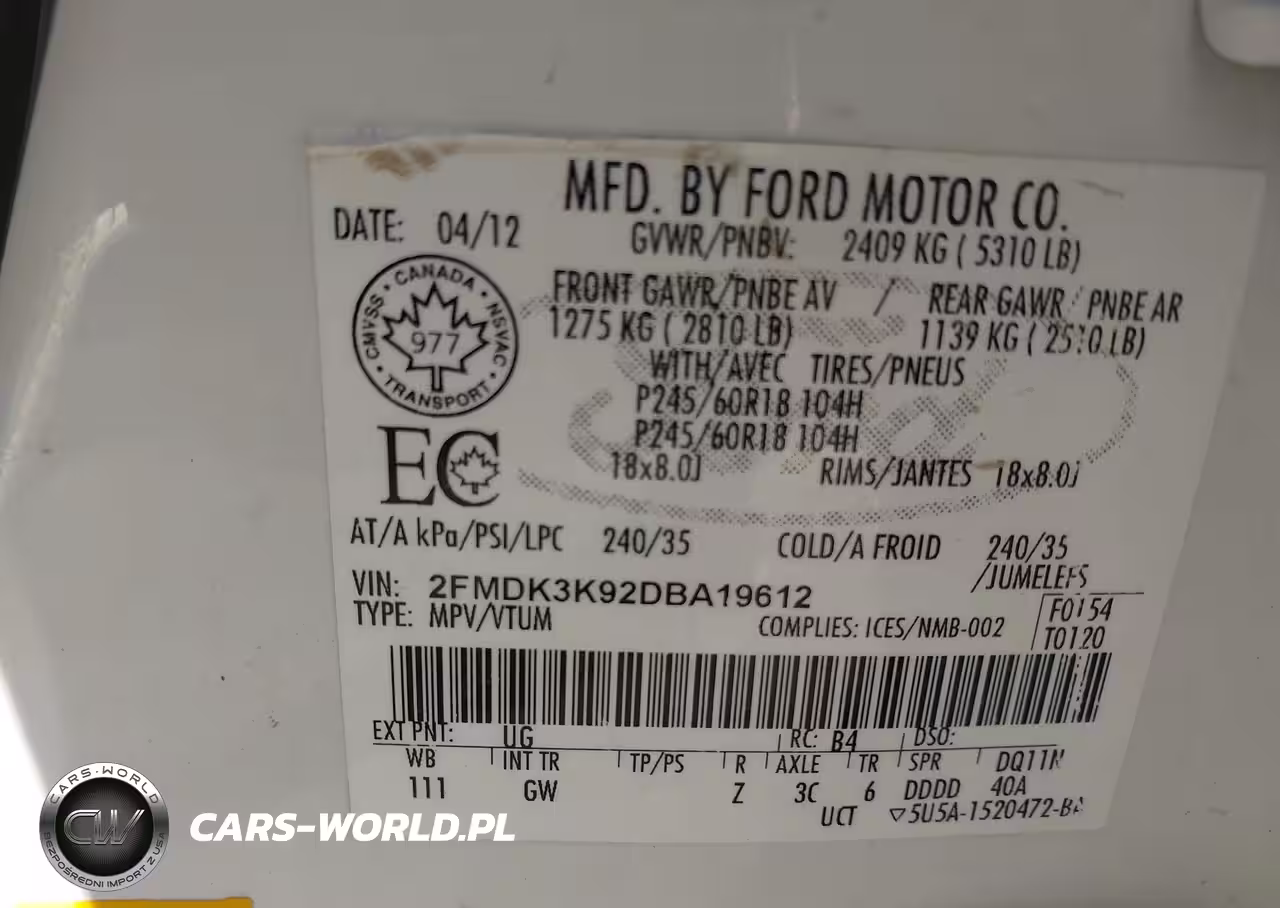 MFD. BY FORD MOTOR CO.
DATE: 04/12
GVWR/PNBV: 2409 KG ( 5310 LB)
FRONT GAWR/PNBE AV / REAR GAWR / PNBE AR
1275 KG ( 2810 LB) 1139 KG ( 2510 LB)
WITH/AVEC TIRES/PNEUS
P245/60R18 104H
P245/60R18 104H
18x8.0J RIMS/JANTES 18x8.0J
CMVSS • CANADA • NSVAC • TRANSPORT •
977
EC
AT/A kPa/PSI/LPC 240/35 COLD/A FROID 240/35
/JUMELEES
VIN: 2FMDK3K92DBA19612
TYPE: MPV/VTUM
COMPLIES: ICES/NMB-002
F0154
T0120
EXT PNT: UG RC: B4 DSO:
WB INT TR TP/PS R AXLE TR SPR DQ11N
111 GW Z 3C 6 DDDD 40A
UCT ▽5U5A-1520472-BA
CARS-WORLD
CW
BEZPOŚREDNI IMPORT Z USA
CARS-WORLD.PL